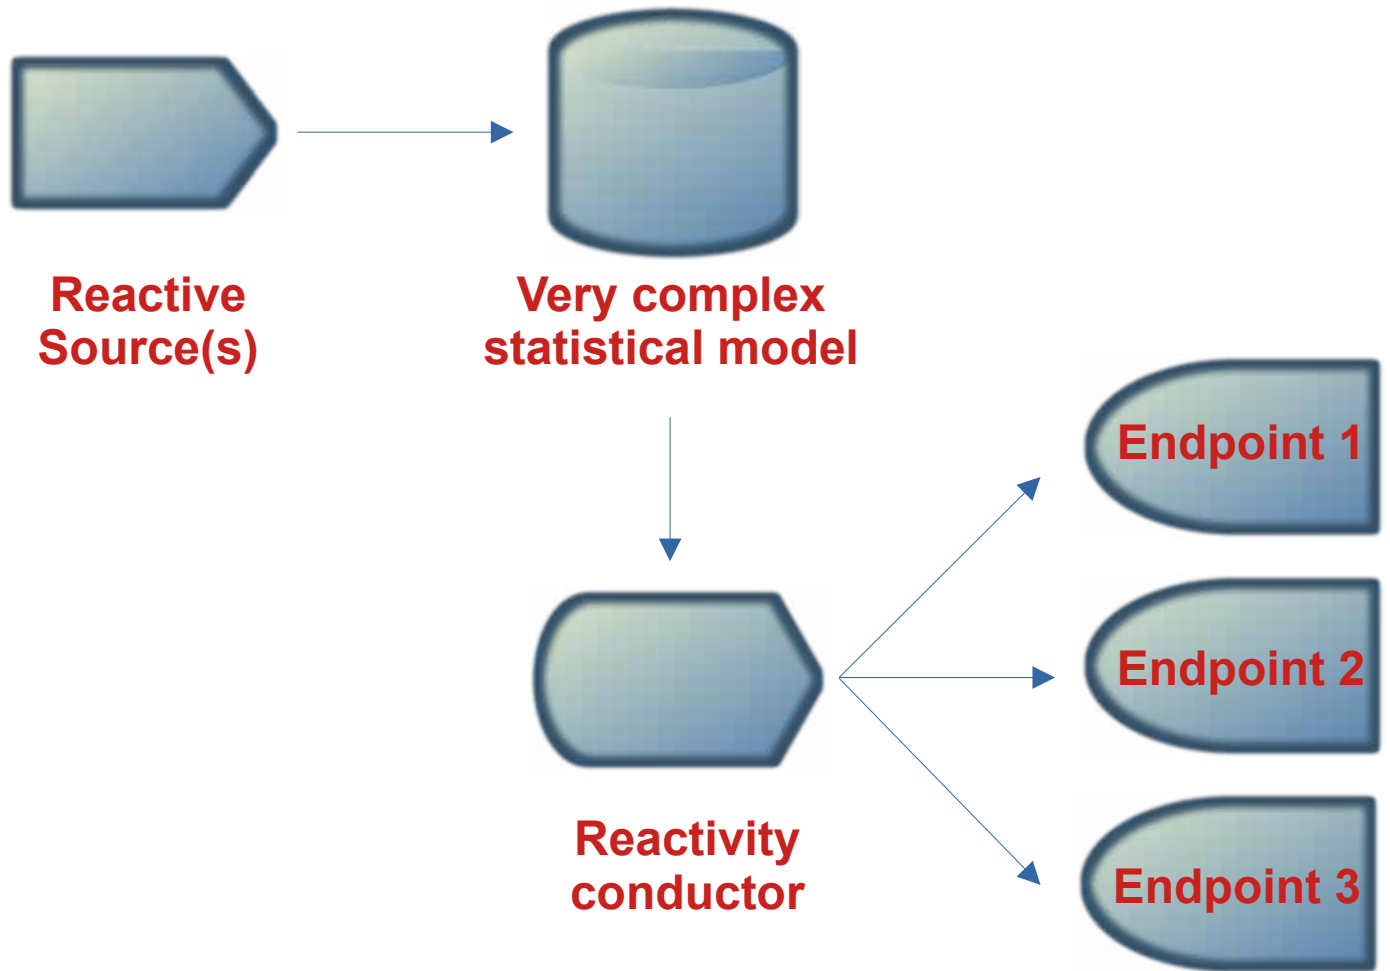 Reactive
Source(s)
Very complex
statistical model
Endpoint 1
Endpoint 2
Reactivity
conductor
Endpoint 3